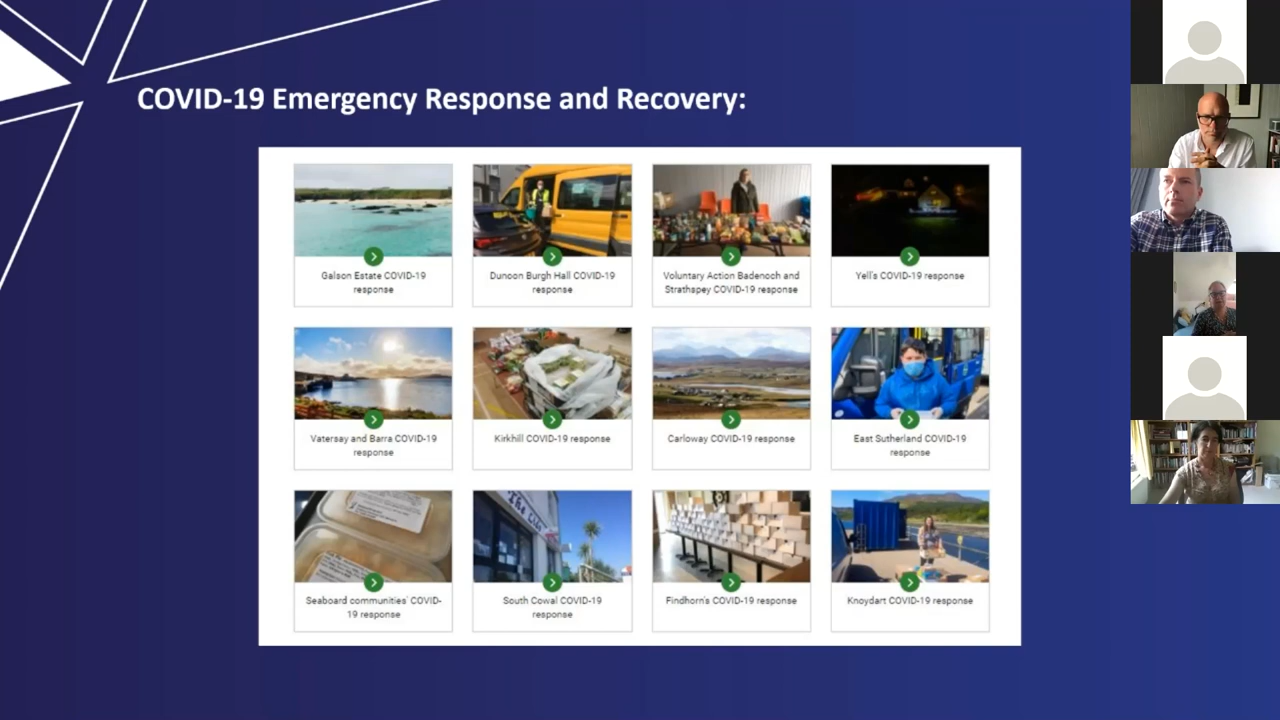 COVID-19 Emergency Response and Recovery:
Galson Estate COVID-19
response
Dunoon Burgh Hall COVID-19
response
Voluntary Action Badenoch and
Strathspey COVID-19 response
Yell's COVID-19 response
Vatersay and Barra COVID-19
response
Kirkhill COVID-19 response
Carloway COVID-19 response
East Sutherland COVID-19
response
Seaboard communities' COVID-
19 response
South Cowal COVID-19
response
Findhorn's COVID-19 response
Knoydart COVID-19 response